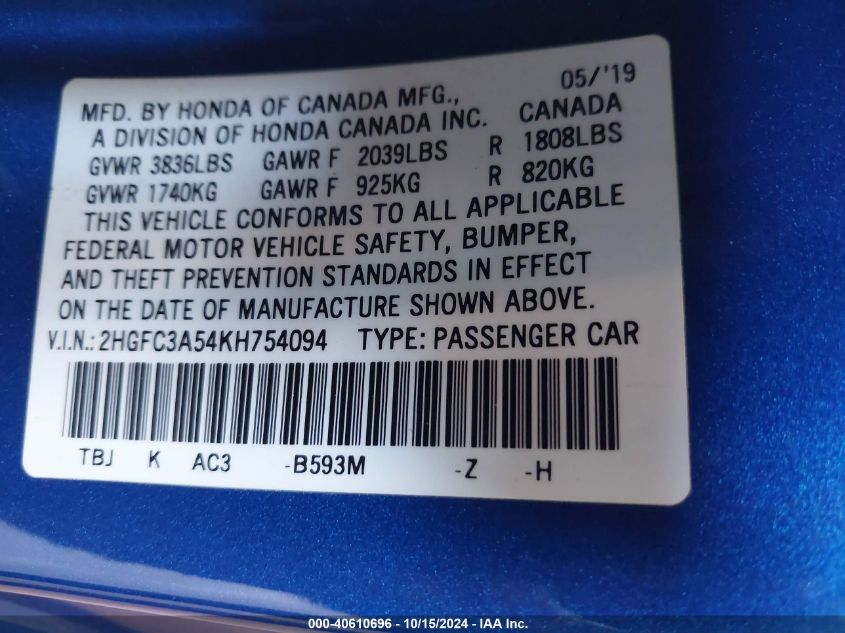 05/'19
MFD. BY HONDA OF CANADA MFG.,
A DIVISION OF HONDA CANADA INC. CANADA
GVWR 3836LBS GAWR F 2039LBS R 1808LBS
GVWR 1740KG GAWR F 925KG R 820KG
THIS VEHICLE CONFORMS TO ALL APPLICABLE
FEDERAL MOTOR VEHICLE SAFETY, BUMPER,
AND THEFT PREVENTION STANDARDS IN EFFECT
ON THE DATE OF MANUFACTURE SHOWN ABOVE.
V.I.N.: 2HGFC3A54KH754094 TYPE: PASSENGER CAR
TBJ K AC3 -B593M -Z -H
000-40610696 - 10/15/2024 - IAA Inc.